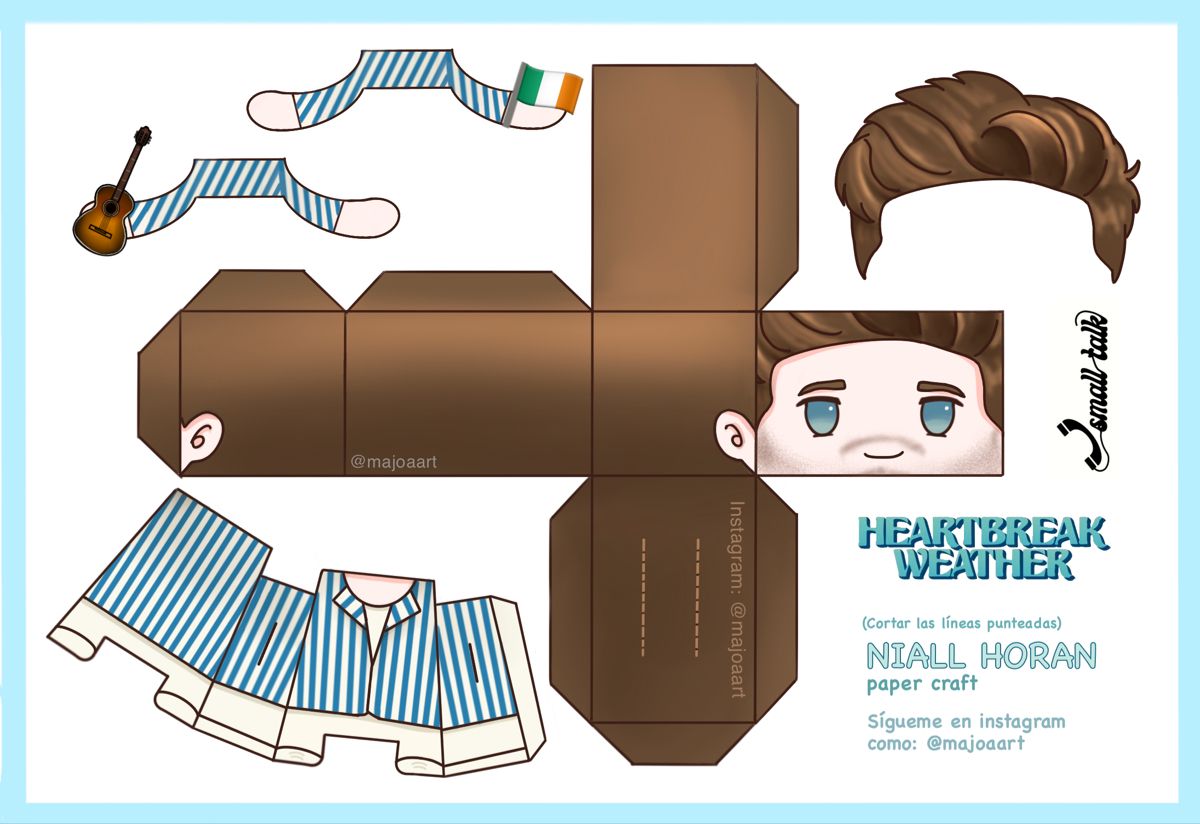 @majoaart
Instagram: @majoaart
small talk
HEARTBREAK
WEATHER
(Cortar las líneas punteadas)
NIALL HORAN
paper craft
Sígueme en instagram
como: @majoaart